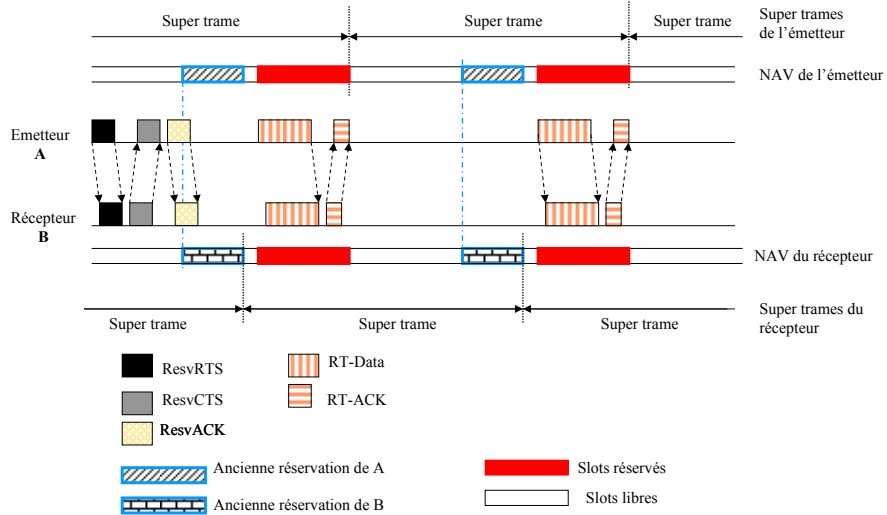 Super trame
Super trame
Super trame
Super trames
de l'émetteur
NAV de l'émetteur
Emetteur
A
Récepteur
B
NAV du récepteur
Super trame
Super trame
Super trame
Super trames du
récepteur
ResvRTS
RT-Data
ResvCTS
RT-ACK
ResvACK
Ancienne réservation de A
Slots réservés
Ancienne réservation de B
Slots libres